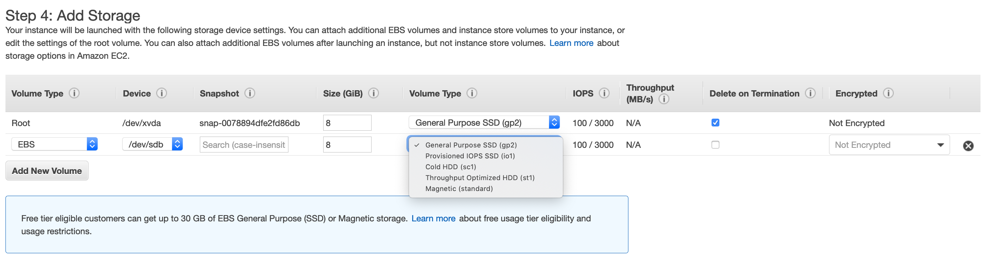 Step 4: Add Storage
Your instance will be launched with the following storage device settings. You can attach additional EBS volumes and instance store volumes to your instance, or
edit the settings of the root volume. You can also attach additional EBS volumes after launching an instance, but not instance store volumes. Learn more about
storage options in Amazon EC2.
Volume Type i Device i Snapshot i Size (GiB) i Volume Type i IOPS i Throughput (MB/s) i Delete on Termination i Encrypted i
Root /dev/xvda snap-0078894dfe2fd86db 8 General Purpose SSD (gp2) 100 / 3000 N/A Not Encrypted
EBS /dev/sdb Search (case-insensit 8 General Purpose SSD (gp2) 100 / 3000 N/A Not Encrypted
Provisioned IOPS SSD (io1)
Cold HDD (sc1)
Throughput Optimized HDD (st1)
Magnetic (standard)
Add New Volume
Free tier eligible customers can get up to 30 GB of EBS General Purpose (SSD) or Magnetic storage. Learn more about free usage tier eligibility and
usage restrictions.